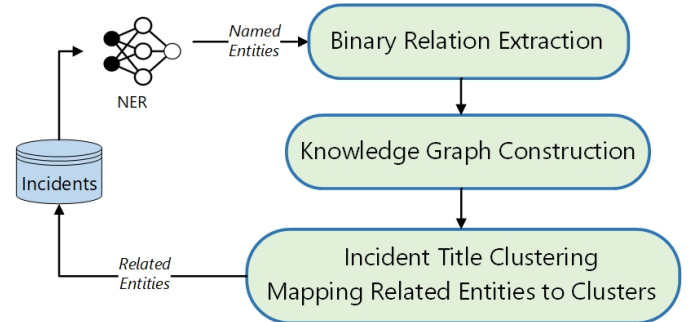 Named
Entities
Binary Relation Extraction
NER
Knowledge Graph Construction
Incidents
Incident Title Clustering
Mapping Related Entities to Clusters
Related
Entities